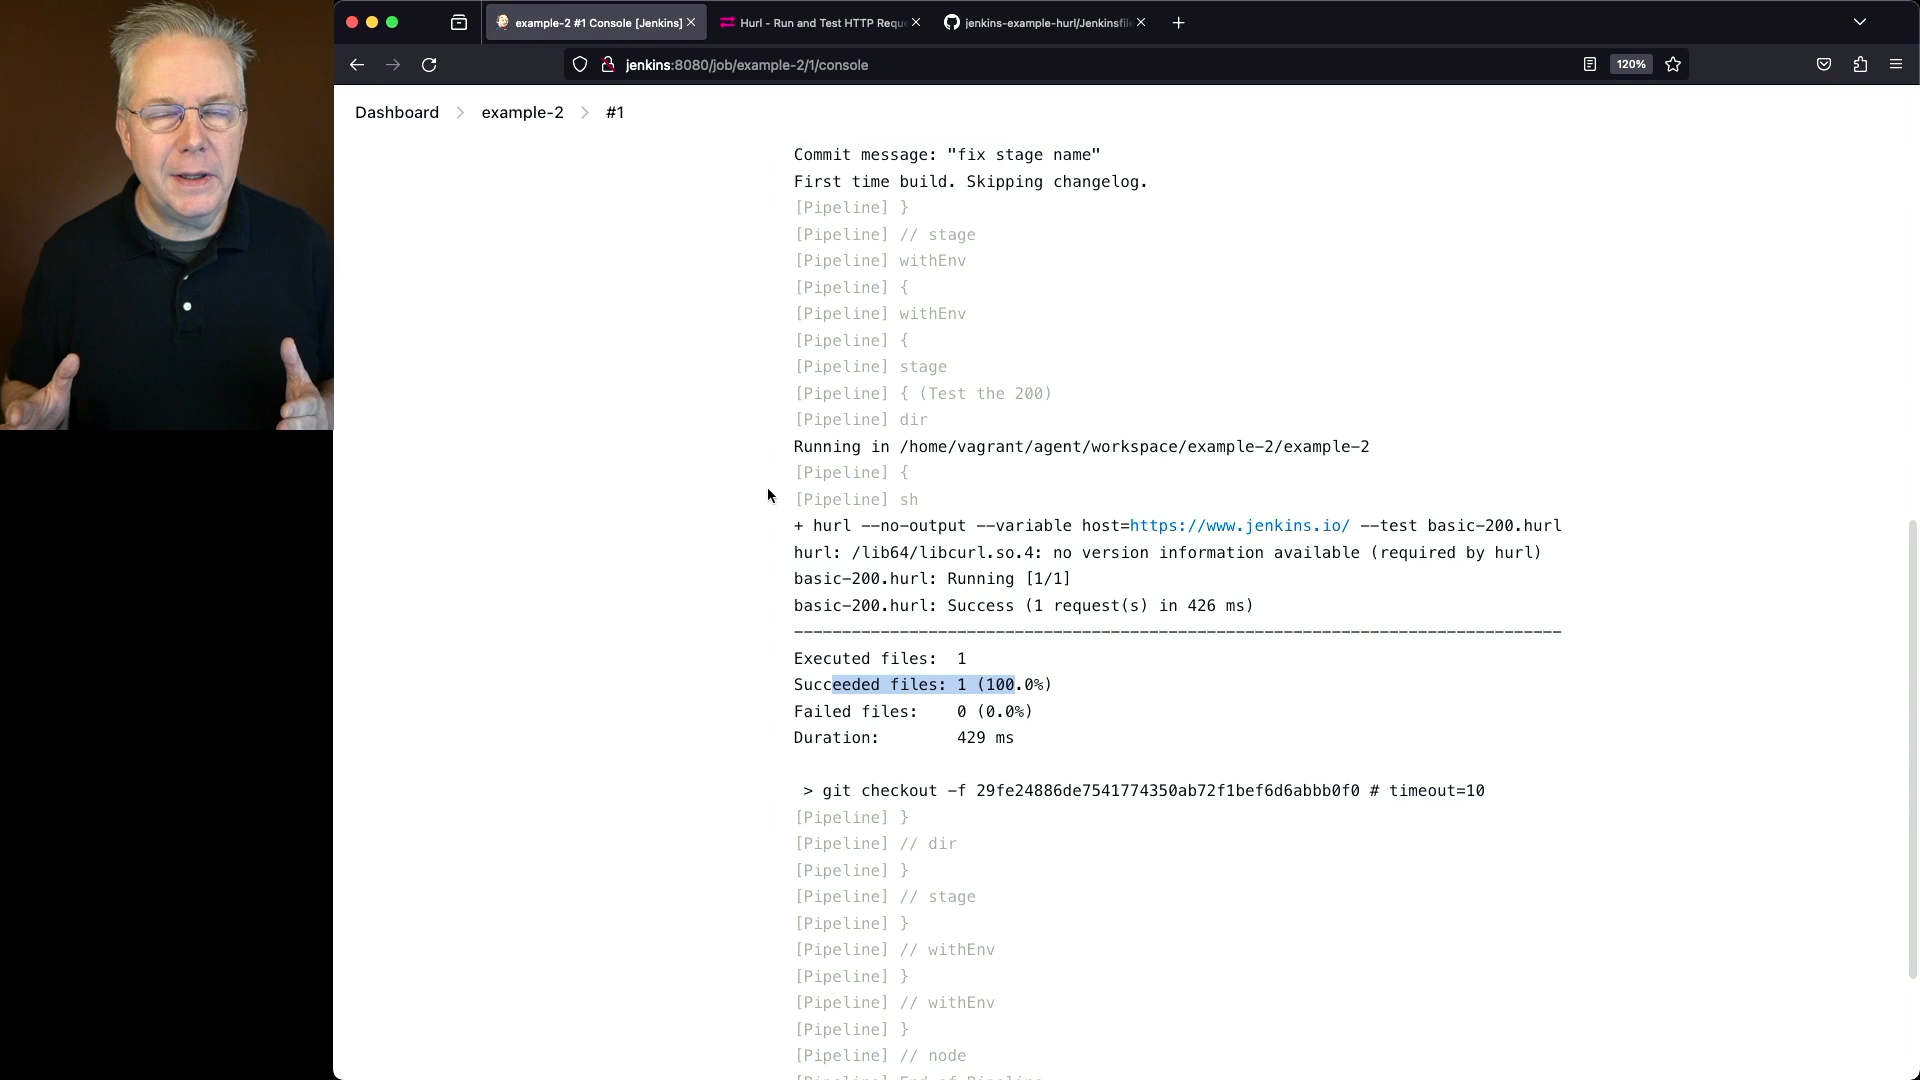 example-2 #1 Console [Jenkins]
Hurl - Run and Test HTTP Reque
jenkins-example-hurl/Jenkinsfil
jenkins:8080/job/example-2/1/console
120%
Dashboard
example-2
#1
Commit message: "fix stage name"
First time build. Skipping changelog.
[Pipeline] }
[Pipeline] // stage
[Pipeline] withEnv
[Pipeline] {
[Pipeline] withEnv
[Pipeline] {
[Pipeline] stage
[Pipeline] { (Test the 200)
[Pipeline] dir
Running in /home/vagrant/agent/workspace/example-2/example-2
[Pipeline] {
[Pipeline] sh
+ hurl --no-output --variable host=https://www.jenkins.io/ --test basic-200.hurl
hurl: /lib64/libcurl.so.4: no version information available (required by hurl)
basic-200.hurl: Running [1/1]
basic-200.hurl: Success (1 request(s) in 426 ms)
--------------------------------------------------------------------------------
Executed files:  1
Succeeded files: 1 (100.0%)
Failed files:    0 (0.0%)
Duration:        429 ms
> git checkout -f 29fe24886de7541774350ab72f1bef6d6abbb0f0 # timeout=10
[Pipeline] }
[Pipeline] // dir
[Pipeline] }
[Pipeline] // stage
[Pipeline] }
[Pipeline] // withEnv
[Pipeline] }
[Pipeline] // withEnv
[Pipeline] }
[Pipeline] // node
[Pipeline] End of Pipeline